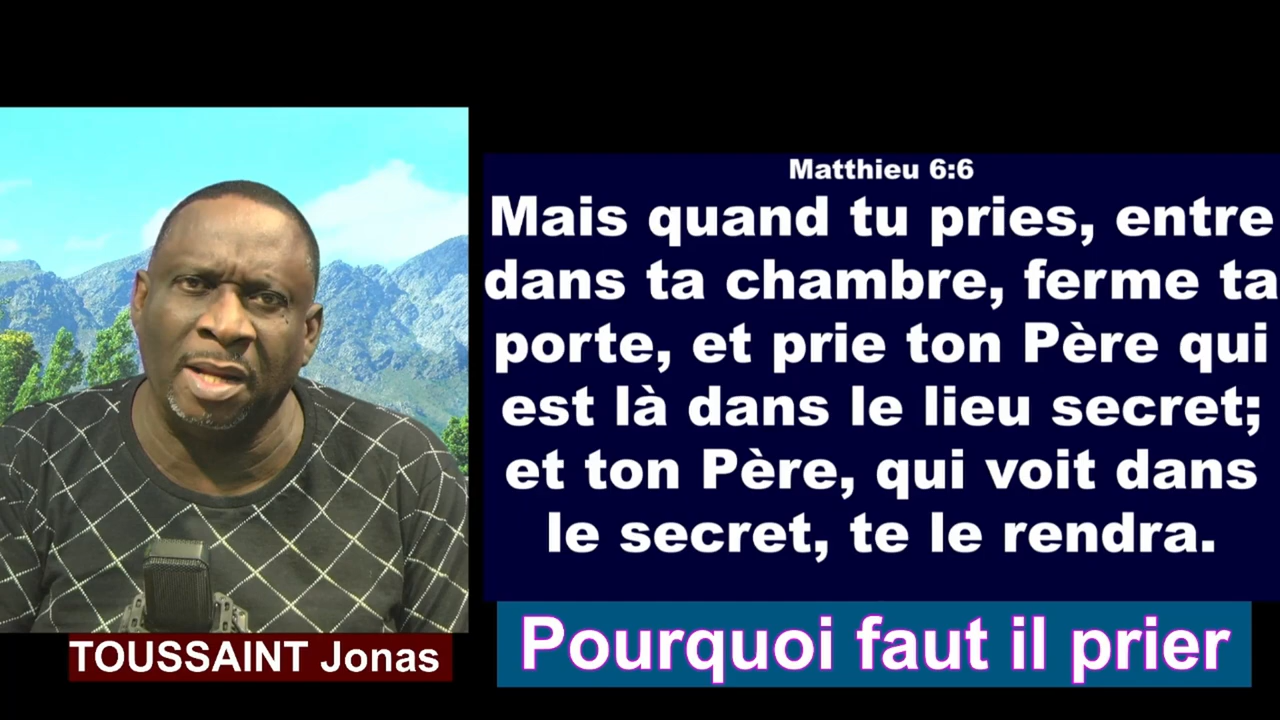 Matthieu 6:6
Mais quand tu pries, entre
dans ta chambre, ferme ta
porte, et prie ton Père qui
est là dans le lieu secret;
et ton Père, qui voit dans
le secret, te le rendra.
TOUSSAINT Jonas
Pourquoi faut il prier